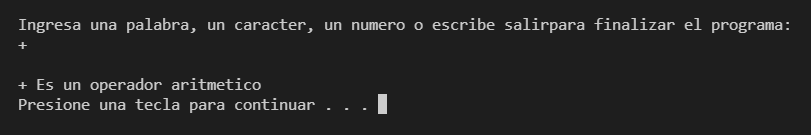 Ingresa una palabra, un caracter, un numero o escribe salirpara finalizar el programa:
+
+ Es un operador aritmetico
Presione una tecla para continuar . . .